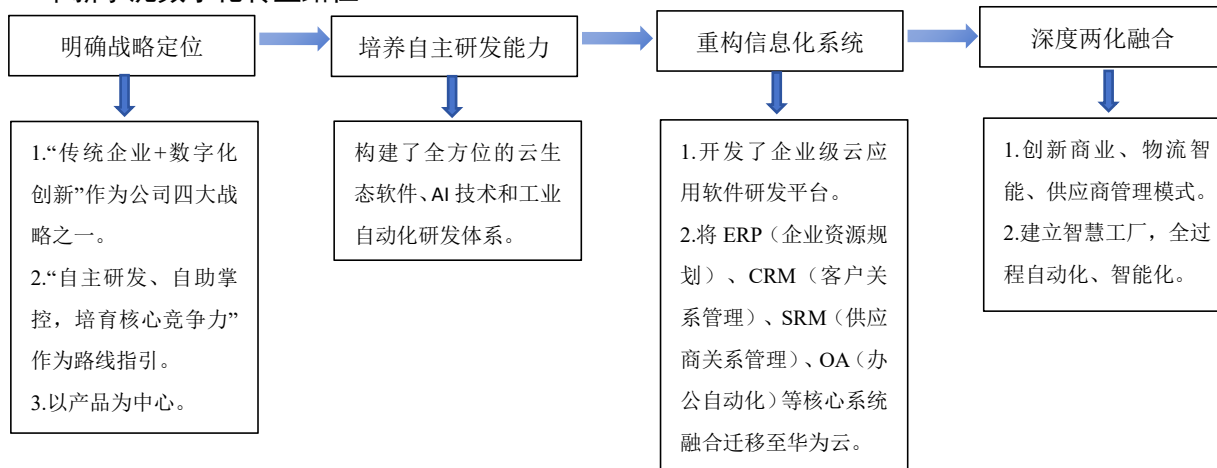 明确战略定位
培养自主研发能力
重构信息化系统
深度两化融合
1.“传统企业+数字化
创新”作为公司四大战
略之一。
2.“自主研发、自助掌
控，培育核心竞争力”
作为路线指引。
3.以产品为中心。
构建了全方位的云生
态软件、AI 技术和工业
自动化研发体系。
1.开发了企业级云应
用软件研发平台。
2.将 ERP（企业资源规
划）、CRM（客户关
系管理）、SRM（供应
商关系管理）、OA（办
公自动化）等核心系统
融合迁移至华为云。
1.创新商业、物流智
能、供应商管理模式。
2.建立智慧工厂，全过
程自动化、智能化。